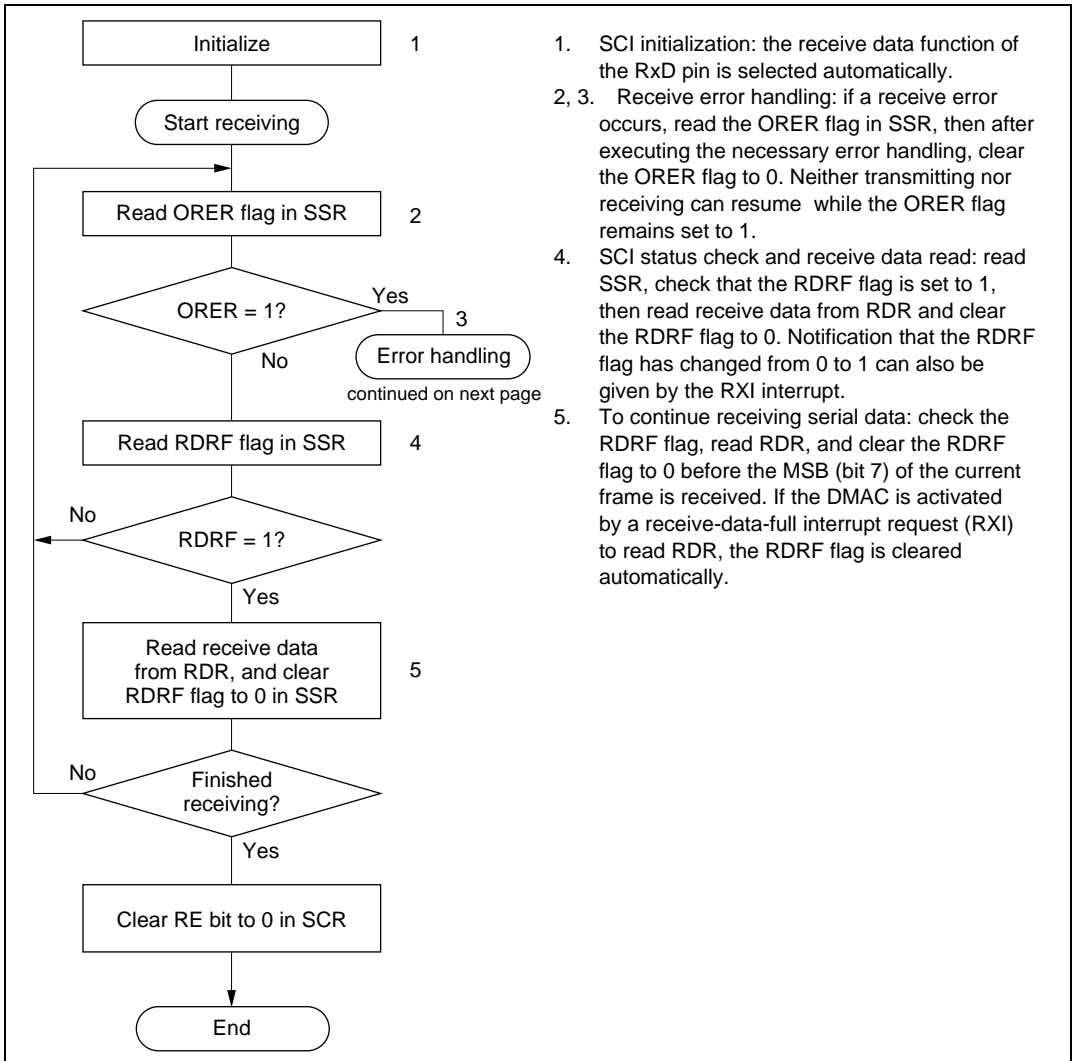 Initialize
1
Start receiving
Read ORER flag in SSR
2
ORER = 1?
Yes
3
Error handling
continued on next page
No
Read RDRF flag in SSR
4
No
RDRF = 1?
Yes
Read receive data
from RDR, and clear
RDRF flag to 0 in SSR
5
No
Finished
receiving?
Yes
Clear RE bit to 0 in SCR
End
1. SCI initialization: the receive data function of
the RxD pin is selected automatically.
2, 3. Receive error handling: if a receive error
occurs, read the ORER flag in SSR, then after
executing the necessary error handling, clear
the ORER flag to 0. Neither transmitting nor
receiving can resume while the ORER flag
remains set to 1.
4. SCI status check and receive data read: read
SSR, check that the RDRF flag is set to 1,
then read receive data from RDR and clear
the RDRF flag to 0. Notification that the RDRF
flag has changed from 0 to 1 can also be
given by the RXI interrupt.
5. To continue receiving serial data: check the
RDRF flag, read RDR, and clear the RDRF
flag to 0 before the MSB (bit 7) of the current
frame is received. If the DMAC is activated
by a receive-data-full interrupt request (RXI)
to read RDR, the RDRF flag is cleared
automatically.